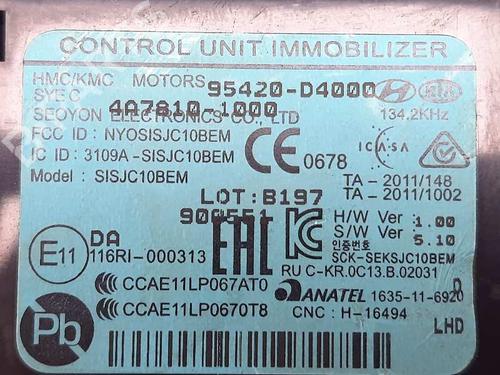 CONTROL UNIT IMMOBILIZER
HMC/KMC MOTORS 95420-D4000
SYE C 4A7810-1000 HYUNDAI KIA
SEOYON ELECTRONICS CO., LTD 134.2KHz
FCC ID : NYOSISJC10BEM
IC ID : 3109A-SISJC10BEM CE 0678 ICASA
Model : SISJC10BEM TA - 2011/148
LOT:B197 TA - 2011/1002
900551 H/W Ver : 1.00
E11 DA EAC S/W Ver : 5.10
116RI-000313 인증번호
SCK-SEKSJC10BEM
CCAE11LP067AT0 RU C-KR.0C13.B.02031
ANATEL 1635-11-6920
CCAE11LP0670T8 CNC : H-16494
Pb LHD